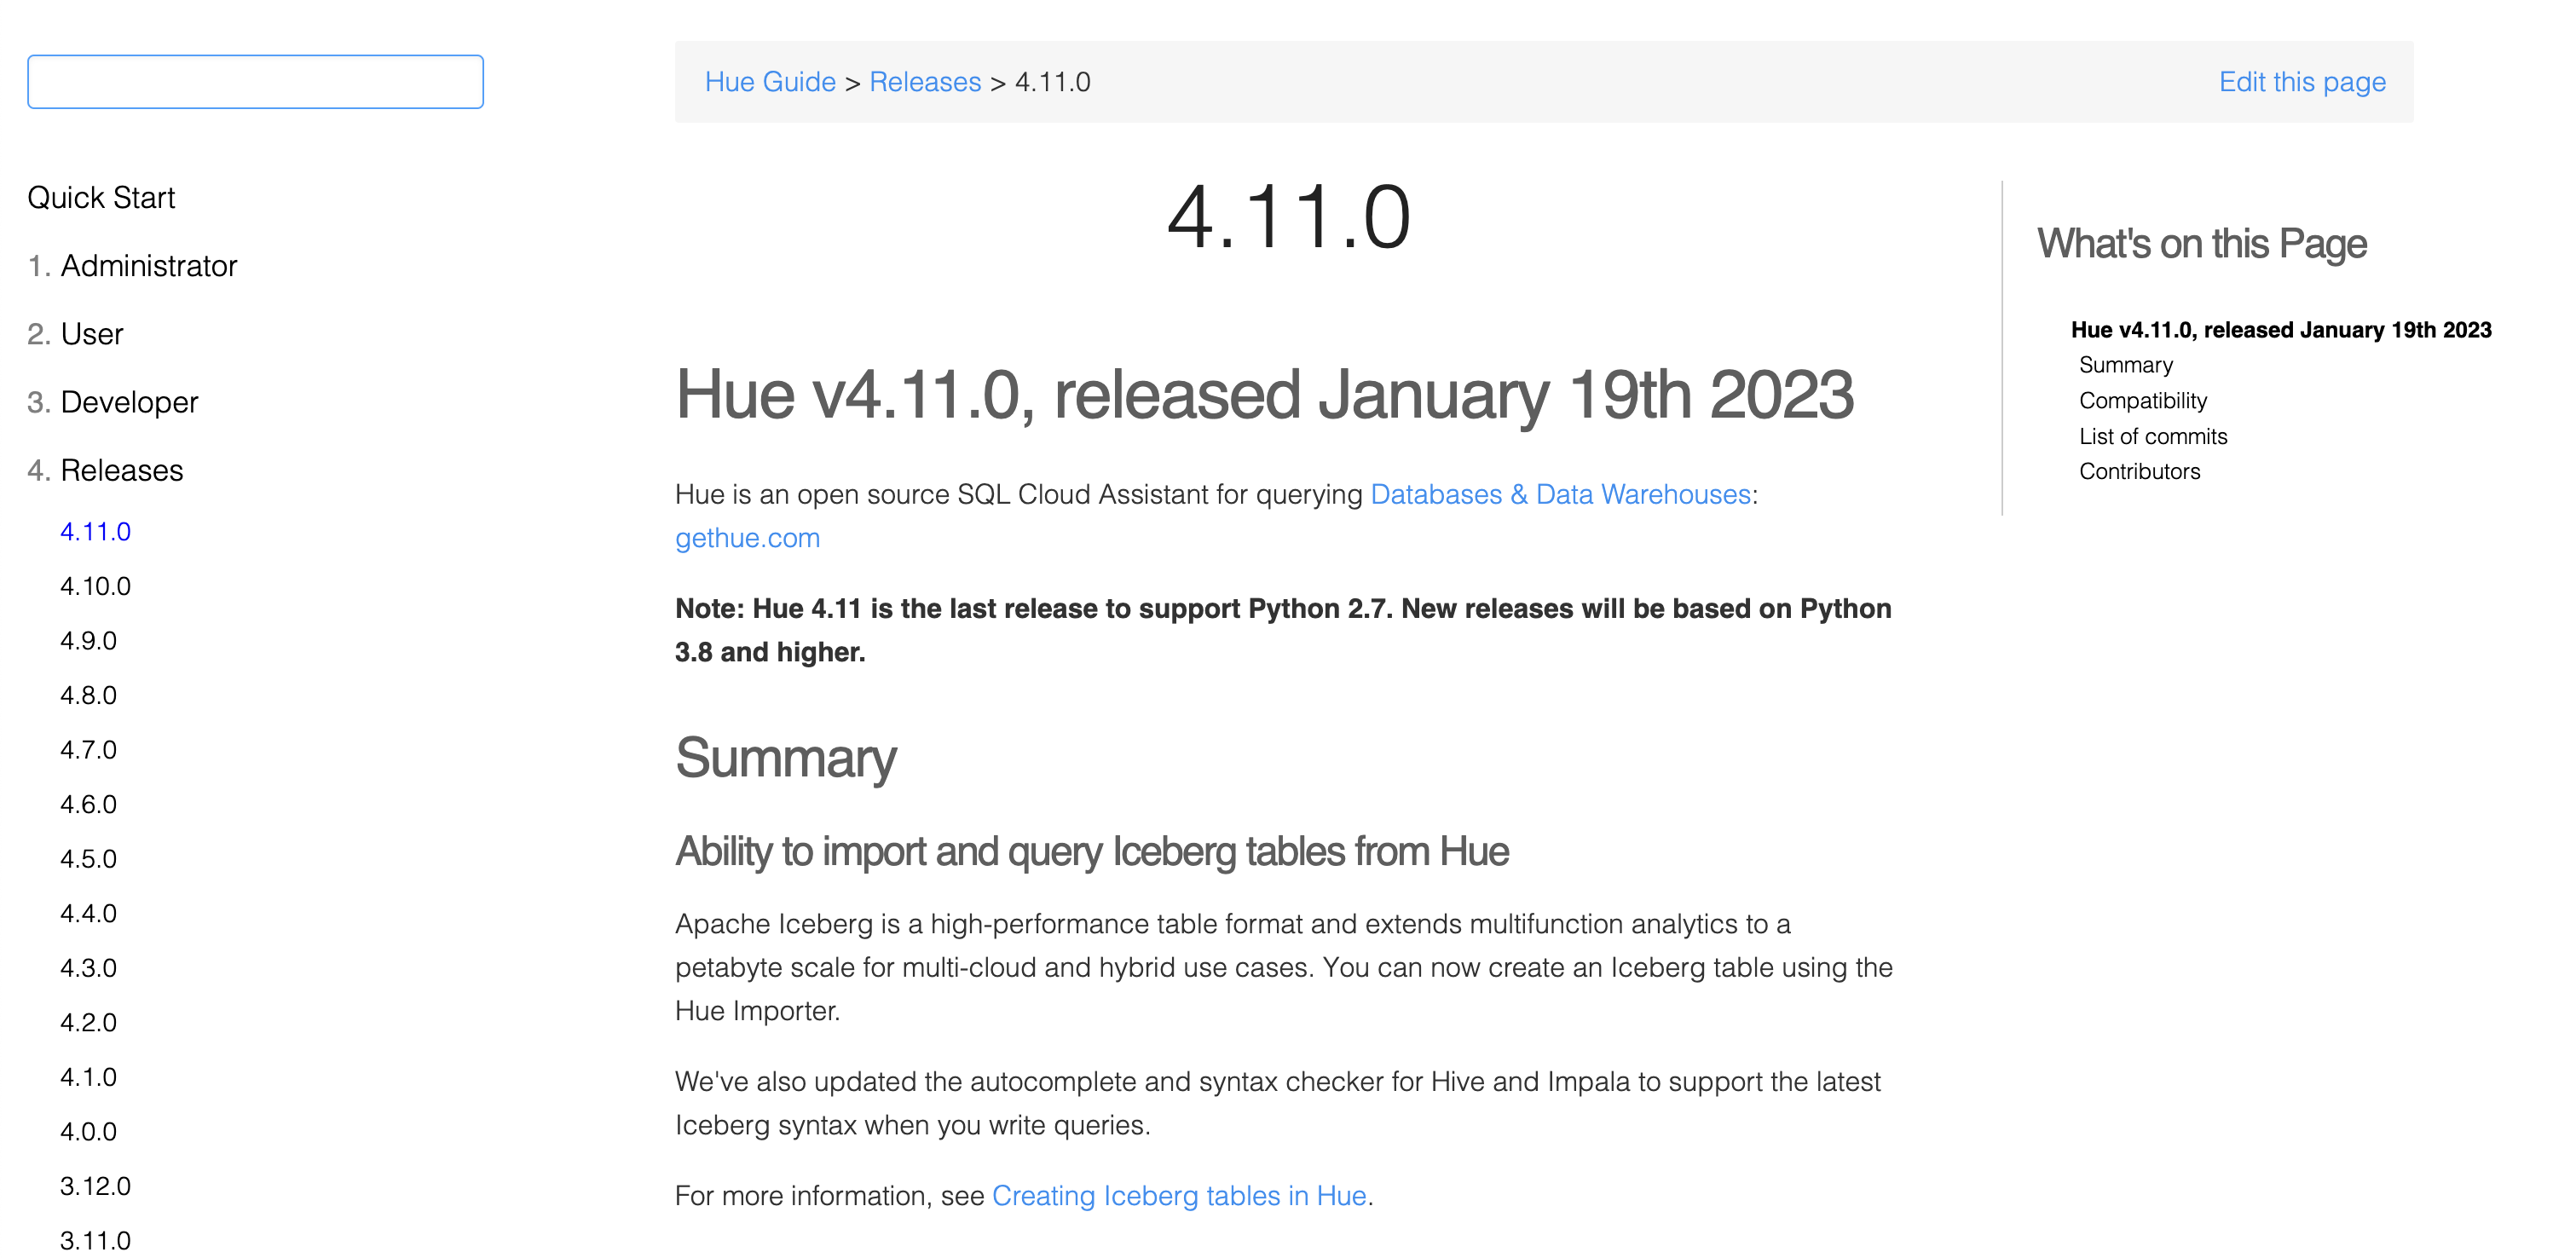 Quick Start
1. Administrator
2. User
3. Developer
4. Releases
4.11.0
4.10.0
4.9.0
4.8.0
4.7.0
4.6.0
4.5.0
4.4.0
4.3.0
4.2.0
4.1.0
4.0.0
3.12.0
3.11.0
Hue Guide > Releases > 4.11.0
Edit this page
4.11.0
Hue v4.11.0, released January 19th 2023
Hue is an open source SQL Cloud Assistant for querying Databases & Data Warehouses:
gethue.com
Note: Hue 4.11 is the last release to support Python 2.7. New releases will be based on Python
3.8 and higher.
Summary
Ability to import and query Iceberg tables from Hue
Apache Iceberg is a high-performance table format and extends multifunction analytics to a
petabyte scale for multi-cloud and hybrid use cases. You can now create an Iceberg table using the
Hue Importer.
We've also updated the autocomplete and syntax checker for Hive and Impala to support the latest
Iceberg syntax when you write queries.
For more information, see Creating Iceberg tables in Hue.
What's on this Page
Hue v4.11.0, released January 19th 2023
Summary
Compatibility
List of commits
Contributors